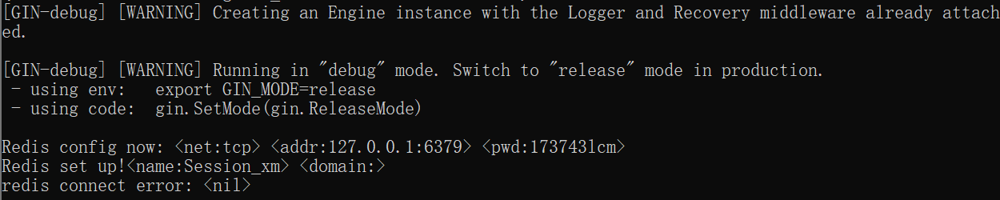 [GIN-debug] [WARNING] Creating an Engine instance with the Logger and Recovery middleware already attach
ed.
[GIN-debug] [WARNING] Running in "debug" mode. Switch to "release" mode in production.
- using env: export GIN_MODE=release
- using code: gin.SetMode(gin.ReleaseMode)
Redis config now: <net:tcp> <addr:127.0.0.1:6379> <pwd:173743lcm>
Redis set up!<name:Session_xm> <domain:>
redis connect error: <nil>